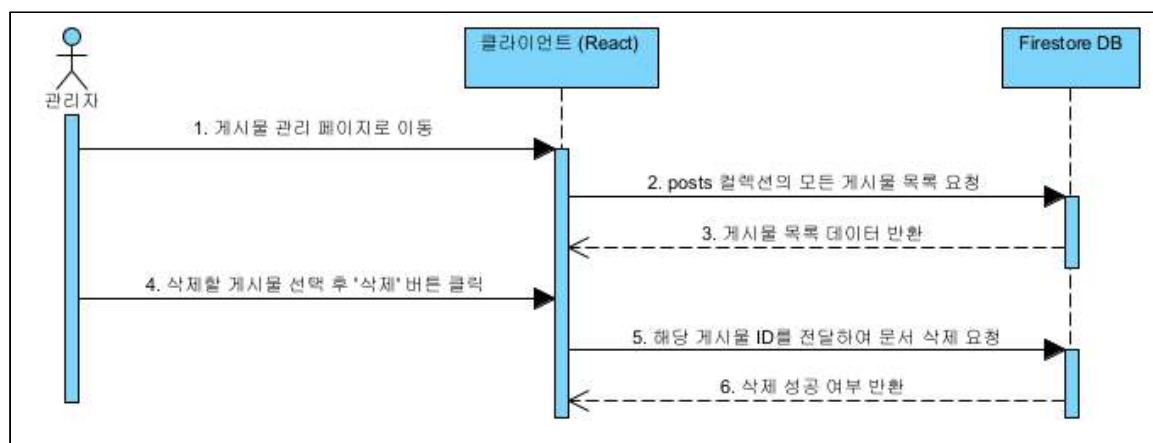 클라이언트 (React)
Firestore DB
관리자
1. 게시물 관리 페이지로 이동
2. posts 컬렉션의 모든 게시물 목록 요청
3. 게시물 목록 데이터 반환
4. 삭제할 게시물 선택 후 '삭제' 버튼 클릭
5. 해당 게시물 ID를 전달하여 문서 삭제 요청
6. 삭제 성공 여부 반환